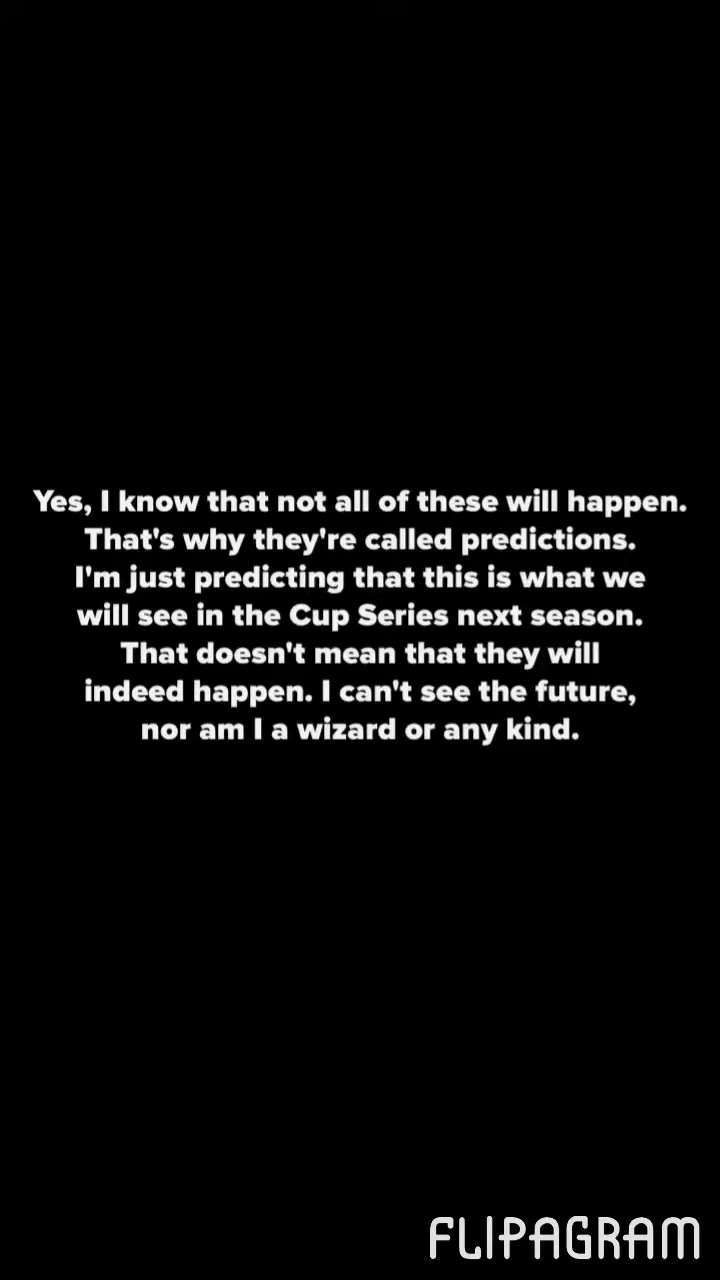 Yes, I know that not all of these will happen.
That's why they're called predictions.
I'm just predicting that this is what we
will see in the Cup Series next season.
That doesn't mean that they will
indeed happen. I can't see the future,
nor am I a wizard or any kind.
FLIPAGRAM